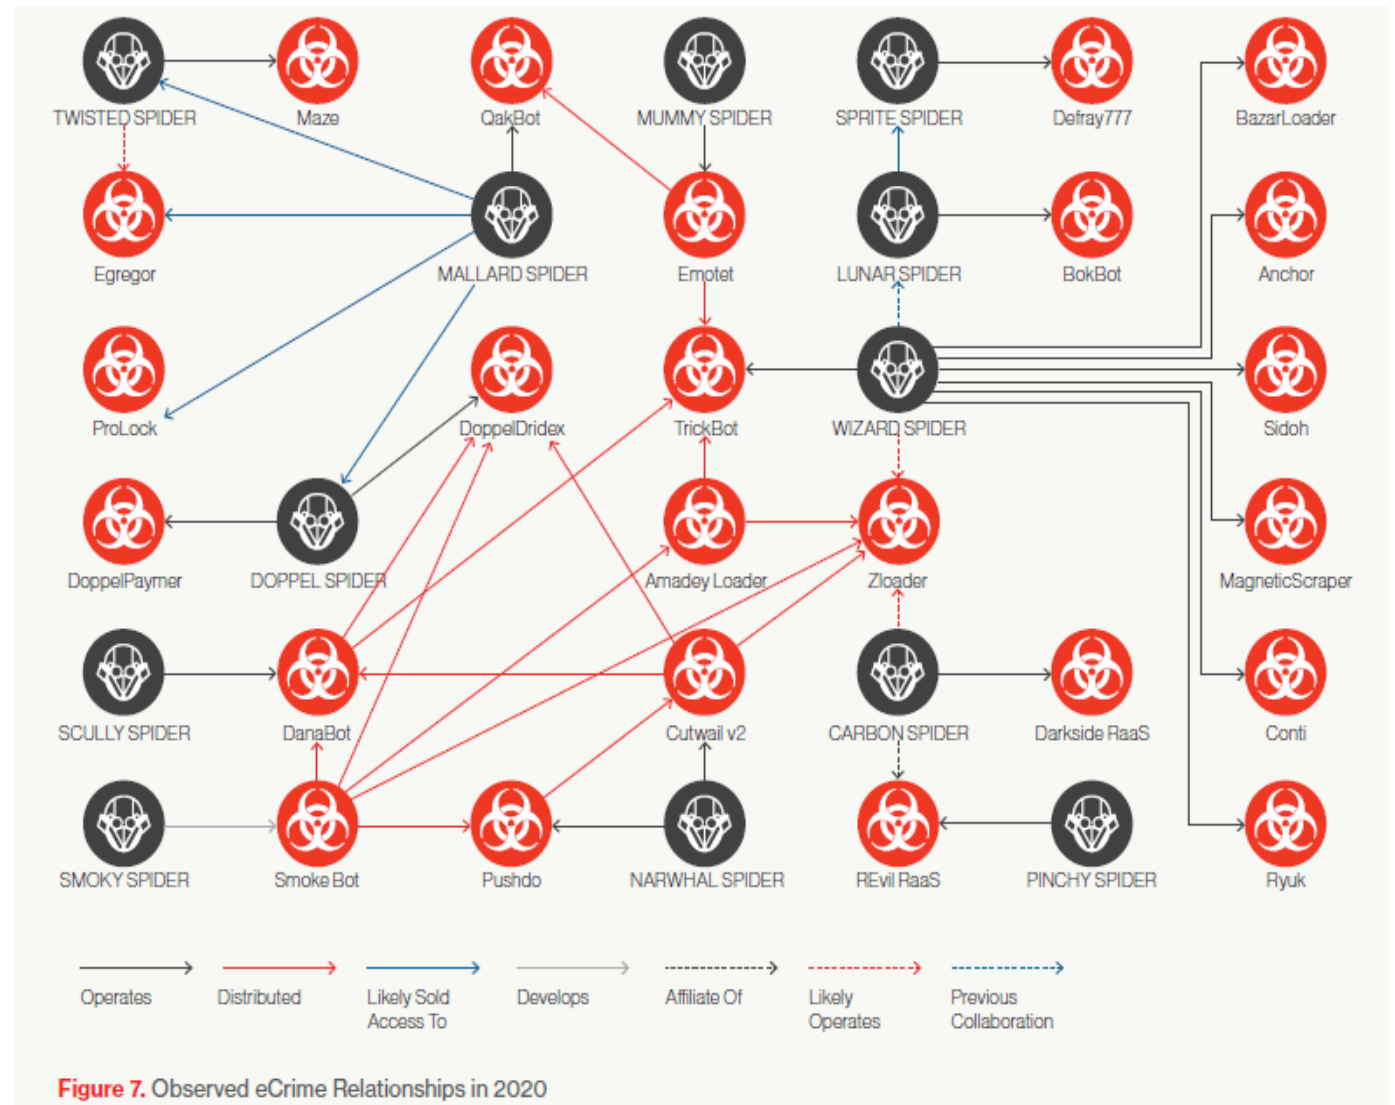 TWISTED SPIDER
Maze
QakBot
MUMMY SPIDER
SPRITE SPIDER
Defray777
BazarLoader
Egregor
MALLARD SPIDER
Emotet
LUNAR SPIDER
BokBot
Anchor
ProLock
DoppelDridex
TrickBot
WIZARD SPIDER
Sidoh
DoppelPaymer
DOPPEL SPIDER
Amadey Loader
Zloader
MagneticScraper
SCULLY SPIDER
DanaBot
Cutwail v2
CARBON SPIDER
Darkside RaaS
Conti
SMOKY SPIDER
Smoke Bot
Pushdo
NARWHAL SPIDER
REvil RaaS
PINCHY SPIDER
Ryuk
Operates
Distributed
Likely Sold
Access To
Develops
Affiliate Of
Likely
Operates
Previous
Collaboration
Figure 7. Observed eCrime Relationships in 2020